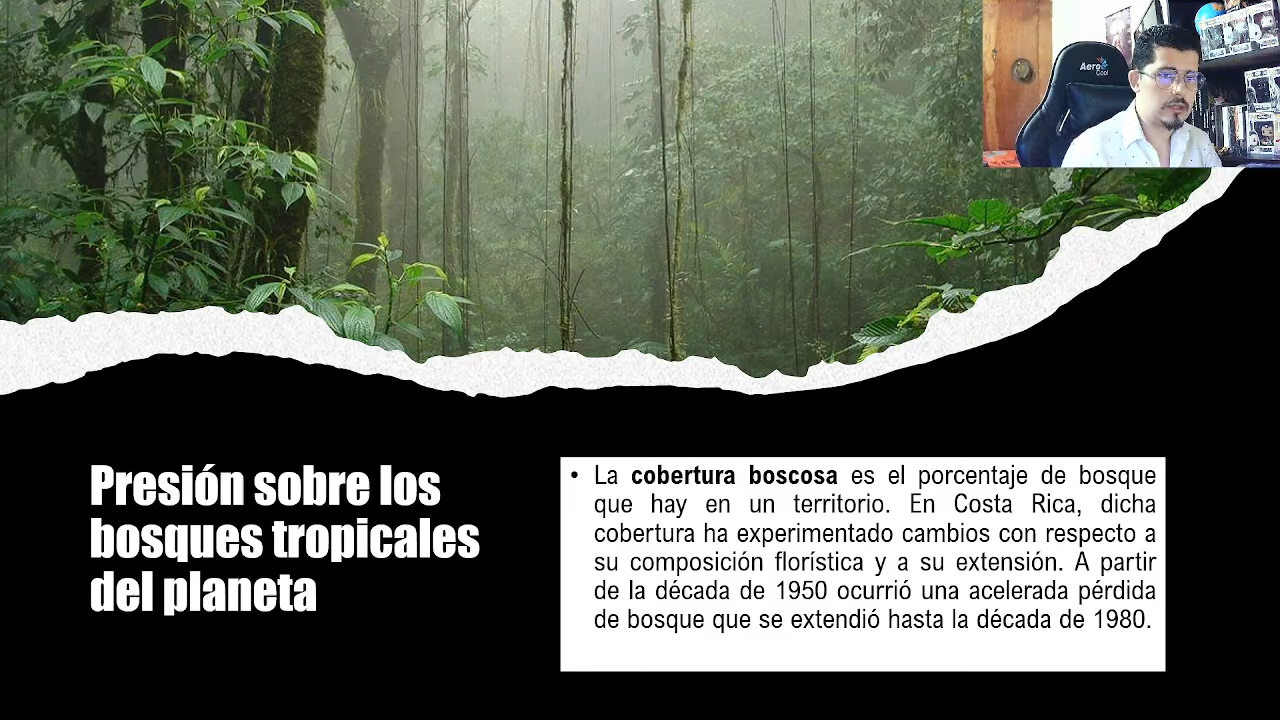 Aero
Cool
Presión sobre los
bosques tropicales
del planeta
• La cobertura boscosa es el porcentaje de bosque
que hay en un territorio. En Costa Rica, dicha
cobertura ha experimentado cambios con respecto a
su composición florística y a su extensión. A partir
de la década de 1950 ocurrió una acelerada pérdida
de bosque que se extendió hasta la década de 1980.